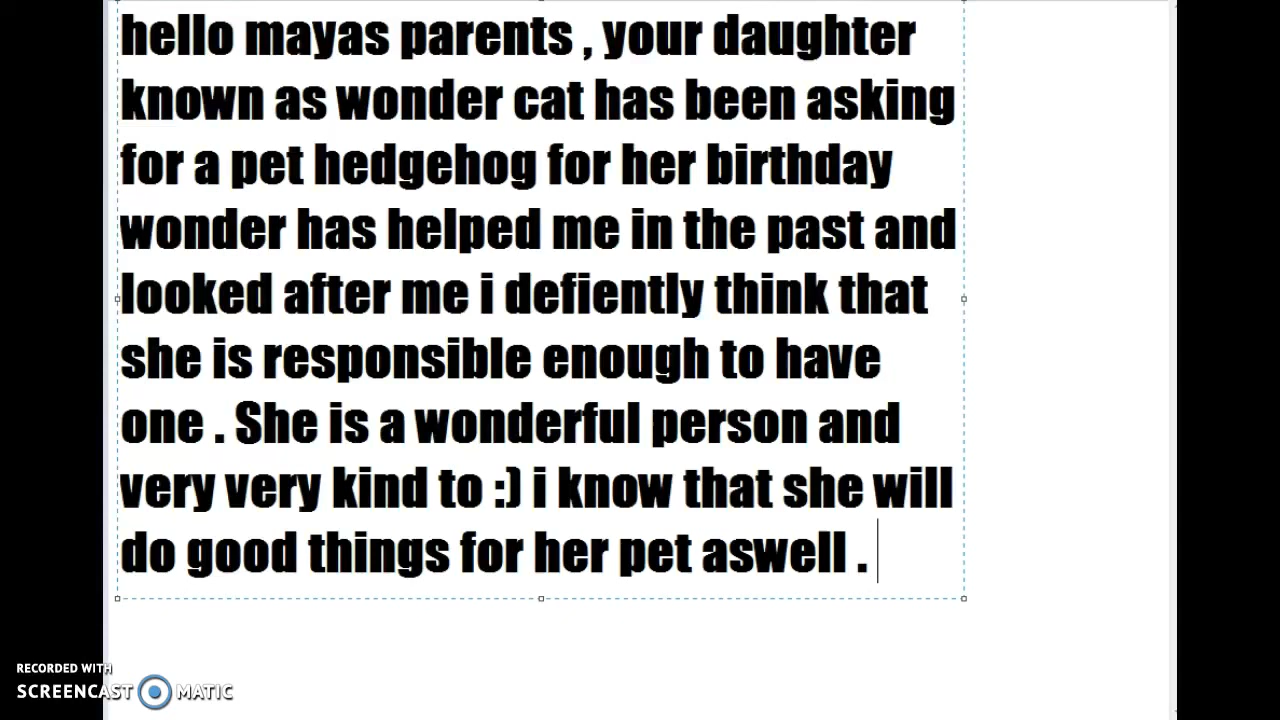 hello mayas parents , your daughter
known as wonder cat has been asking
for a pet hedgehog for her birthday
wonder has helped me in the past and
looked after me i defiently think that
she is responsible enough to have
one . She is a wonderful person and
very very kind to :) i know that she will
do good things for her pet aswell .
RECORDED WITH
SCREENCAST MATIC